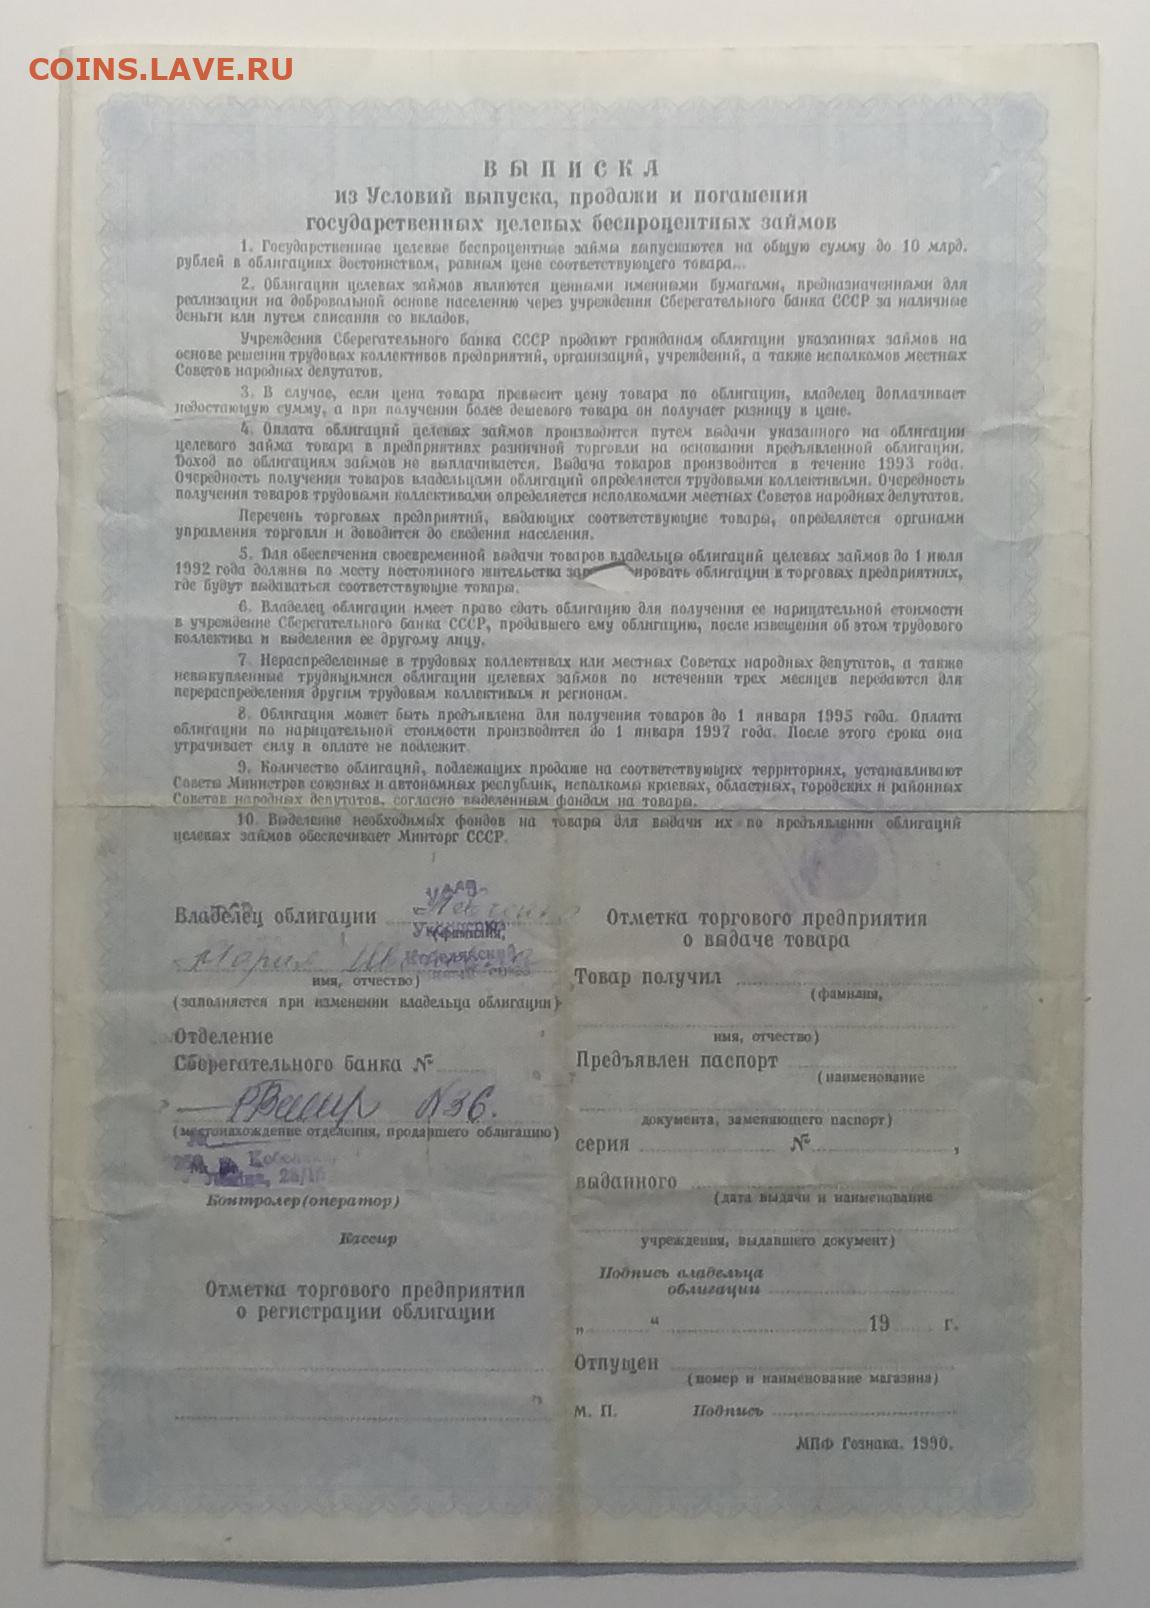 COINS.LAVE.RU
ВЫПИСКА
из Условий выпуска, продажи и погашения
государственных целевых беспроцентных займов
1. Государственные целевые беспроцентные займы выпускаются на общую сумму до 10 млрд.
рублей в облигациях достоинством, равным цене соответствующего товара...
2. Облигации целевых займов являются ценными именными бумагами, предназначенными для
реализации на добровольной основе населению через учреждения Сберегательного банка СССР за наличные
деньги или путем списания со вкладов.
Учреждения Сберегательного банка СССР продают гражданам облигации указанных займов на
основе решения трудовых коллективов предприятий, организаций, учреждений, а также исполкомов местных
Советов народных депутатов.
3. В случае, если цена товара превысит цену товара по облигации, владелец доплачивает
недостающую сумму, а при получении более дешевого товара он получает разницу в цене.
4. Оплата облигаций целевых займов производится путем выдачи указанного на облигации
целевого займа товара в предприятиях розничной торговли на основании предъявленной облигации.
Доход по облигациям займов не выплачивается. Выдача товаров производится в течение 1993 года.
Очередность получения товаров владельцами облигаций определяется трудовыми коллективами. Очередность
получения товаров трудовыми коллективами определяется исполкомами местных Советов народных депутатов.
Перечень торговых предприятий, выдающих соответствующие товары, определяется органами
управления торговли и доводится до сведения населения.
5. Для обеспечения своевременной выдачи товаров владельцы облигаций целевых займов до 1 июля
1992 года должны по месту постоянного жительства зар ировать облигации в торговых предприятиях,
где будут выдаваться соответствующие товары.
6. Владелец облигации имеет право сдать облигацию для получения ее нарицательной стоимости
в учреждение Сберегательного банка СССР, продавшего ему облигацию, после извещения об этом трудового
коллектива и выделения ее другому лицу.
7. Нераспределенные в трудовых коллективах или местных Советах народных депутатов, а также
невыкупленные трудящимися облигации целевых займов по истечении трех месяцев передаются для
перераспределения другим трудовым коллективам и регионам.
8. Облигация может быть предъявлена для получения товаров до 1 января 1995 года. Оплата
облигации по нарицательной стоимости производится до 1 января 1997 года. После этого срока она
утрачивает силу и оплате не подлежит.
9. Количество облигаций, подлежащих продаже на соответствующих территориях, устанавливают
Советы Министров союзных и автономных республик, исполкомы краевых, областных, городских и районных
Советов народных депутатов, согласно выделенным фондам на товары.
10. Выделение необходимых фондов на товары для выдачи их по предъявлении облигаций
целевых займов обеспечивает Минторг СССР.
Владелец облигации
(фамилия,
Мария
имя, отчество)
(заполняется при изменении владельца облигации)
Отделение
Сберегательного банка №
N36.
(местонахождение отделения, продавшего облигацию)
М. П.
Контролер (оператор)
Кассир
Отметка торгового предприятия
о регистрации облигации
Отметка торгового предприятия
о выдаче товара
Товар получил
(фамилия,
имя, отчество)
Предъявлен паспорт
(наименование
документа, заменяющего паспорт)
серия № ,
выданного
(дата выдачи и наименование
учреждения, выдавшего документ)
Подпись владельца
облигации
„ “ 19 г.
Отпущен
(номер и наименование магазина)
М. П. Подпись
МПФ Гознака. 1990.